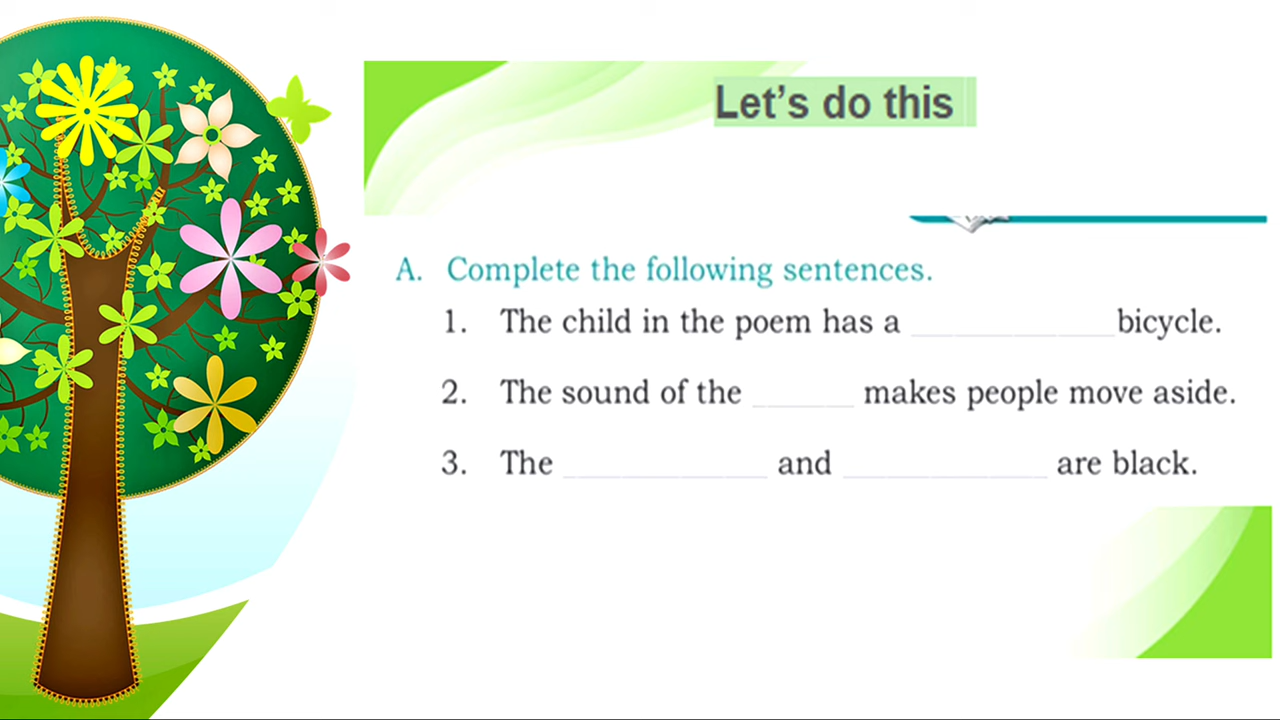 Let's do this
A. Complete the following sentences.
1. The child in the poem has a ____________ bicycle.
2. The sound of the ______ makes people move aside.
3. The ____________ and ____________ are black.